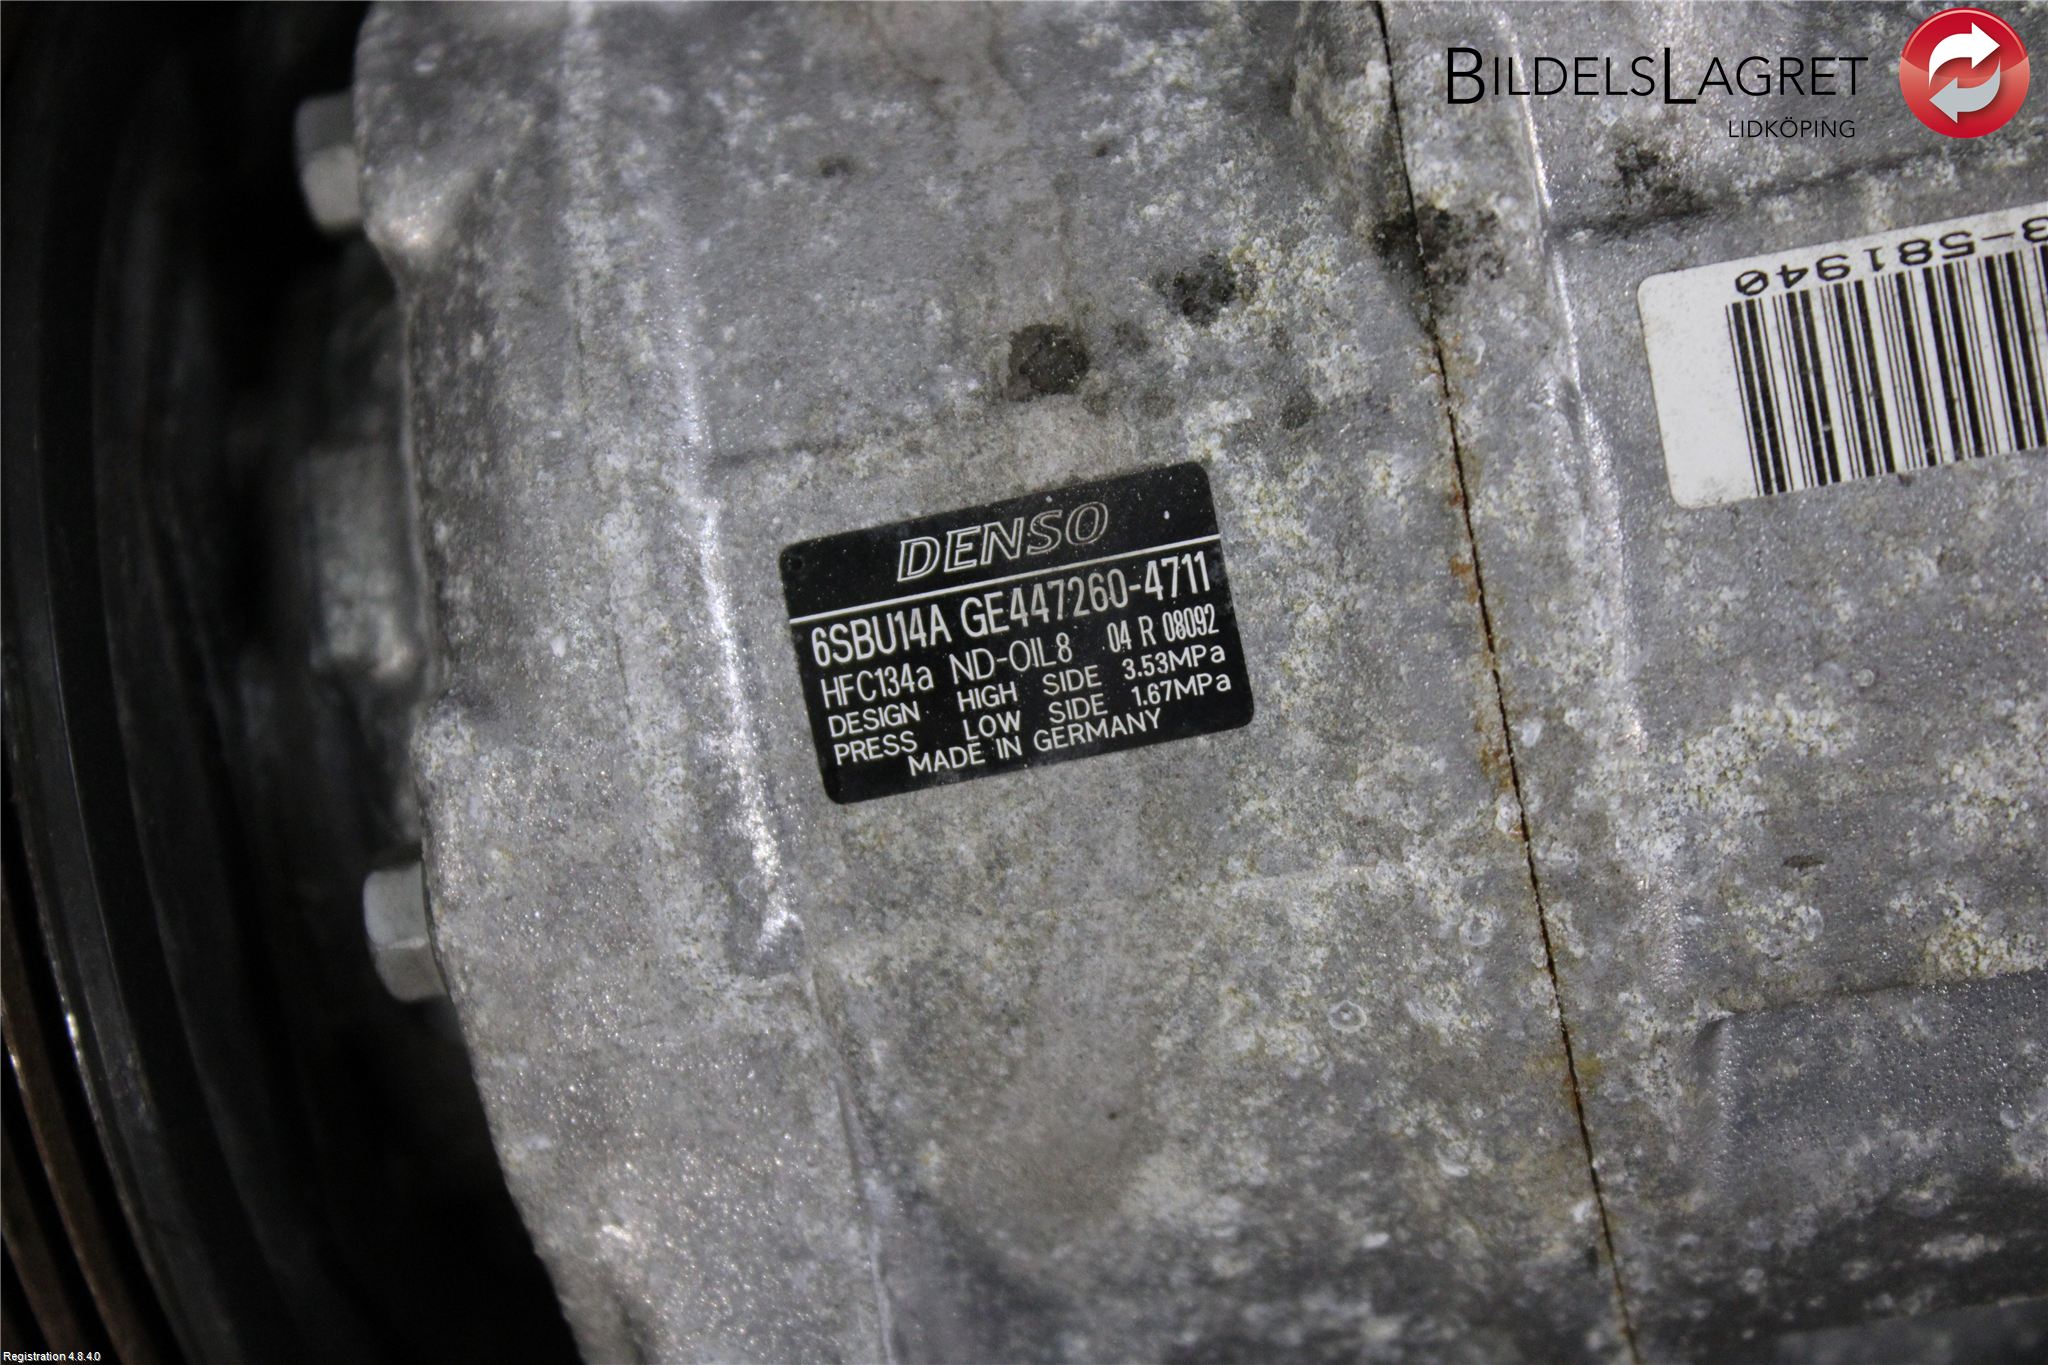 BILDELSLAGRET
LIDKÖPING
3-581940
DENSO
6SBU14A GE447260-4711
HFC134a ND-OIL8 04 R 08092
DESIGN HIGH SIDE 3.53MPa
PRESS LOW SIDE 1.67MPa
MADE IN GERMANY
Registration 4.8.4.0